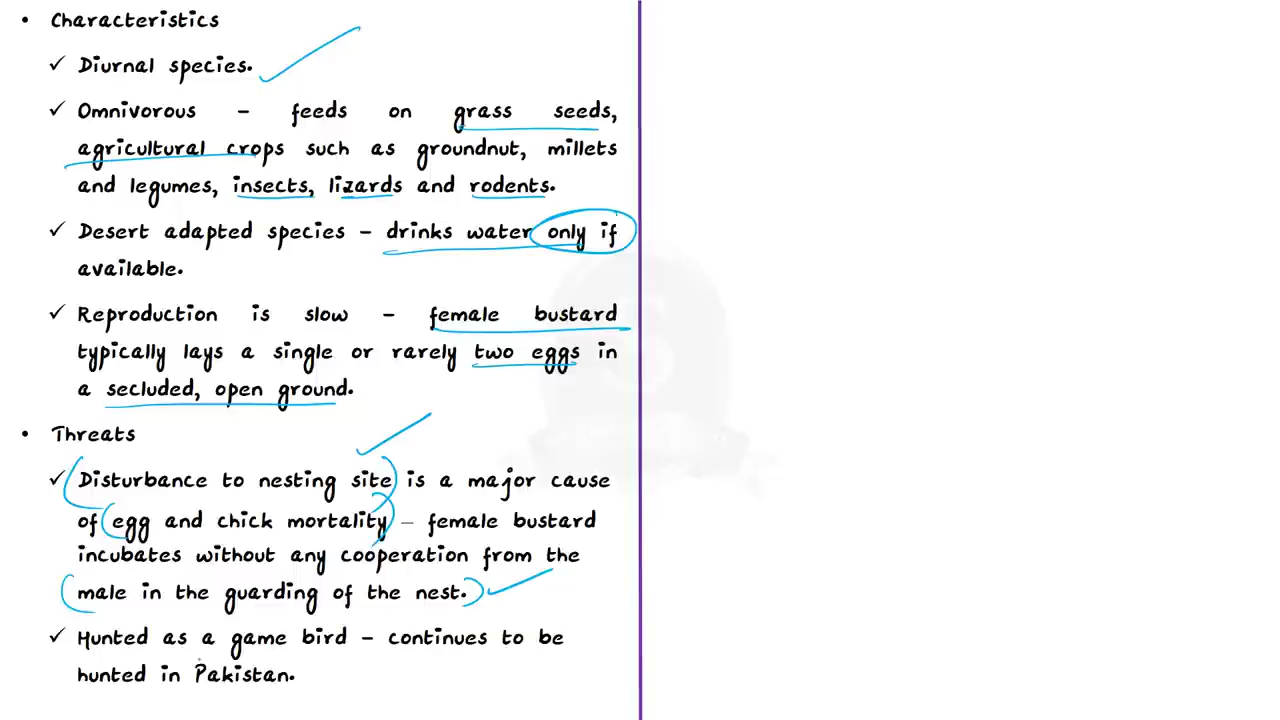 • Characteristics
✓ Diurnal species.
✓ Omnivorous – feeds on grass seeds,
agricultural crops such as groundnut, millets
and legumes, insects, lizards and rodents.
✓ Desert adapted species – drinks water only if
available.
✓ Reproduction is slow – female bustard
typically lays a single or rarely two eggs in
a secluded, open ground.
• Threats
✓ Disturbance to nesting site is a major cause
of egg and chick mortality – female bustard
incubates without any cooperation from the
male in the guarding of the nest.
✓ Hunted as a game bird – continues to be
hunted in Pakistan.